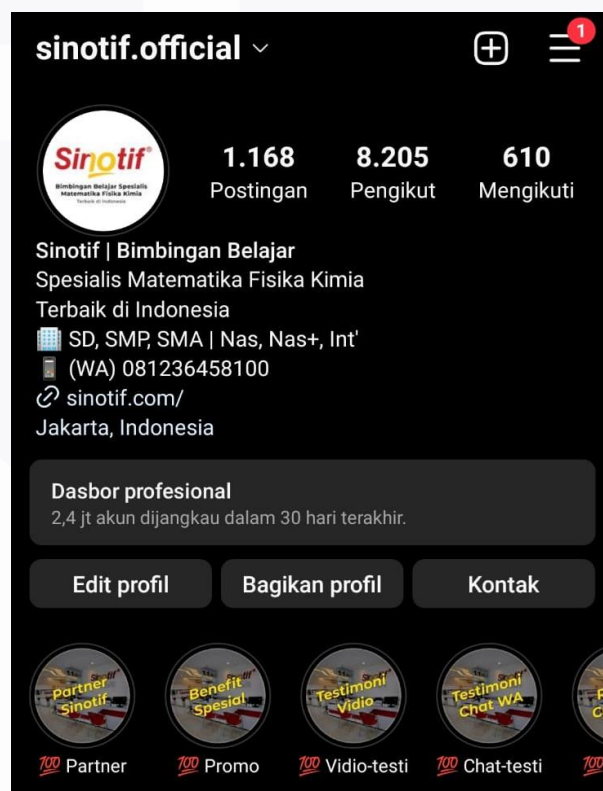 sinotif.official
1
Sinotif®
Bimbingan Belajar Spesialis
Matematika Fisika Kimia
Terbaik di Indonesia
1.168 8.205 610
Postingan Pengikut Mengikuti
Sinotif | Bimbingan Belajar
Spesialis Matematika Fisika Kimia
Terbaik di Indonesia
🏢 SD, SMP, SMA | Nas, Nas+, Int'
📱 (WA) 081236458100
sinotif.com/
Jakarta, Indonesia
Dasbor profesional
2,4 jt akun dijangkau dalam 30 hari terakhir.
Edit profil Bagikan profil Kontak
Partner Sinotif
Benefit Spesial
Testimoni Vidio
Testimoni Chat WA
💯 Partner 💯 Promo 💯 Vidio-testi 💯 Chat-testi 💯